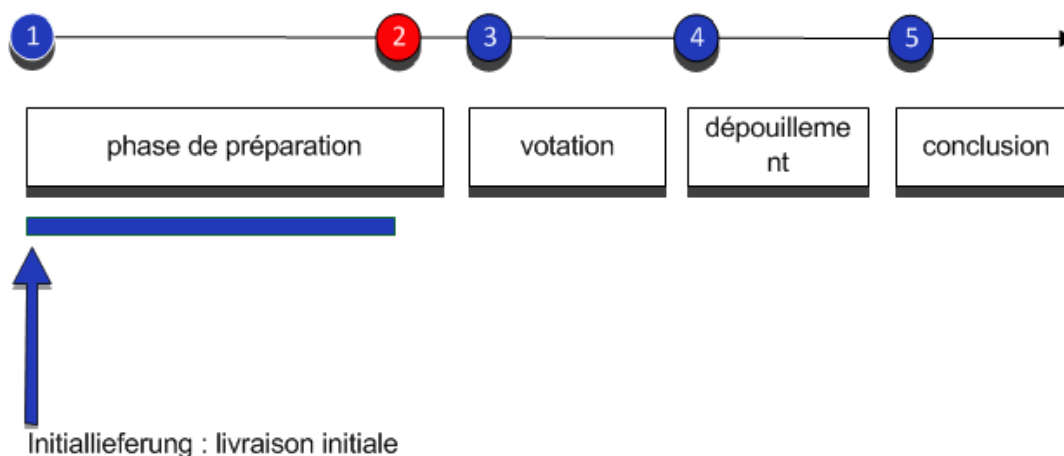 1 2 3 4 5
phase de préparation votation dépouilleme conclusion
nt
Initiallieferung : livraison initiale